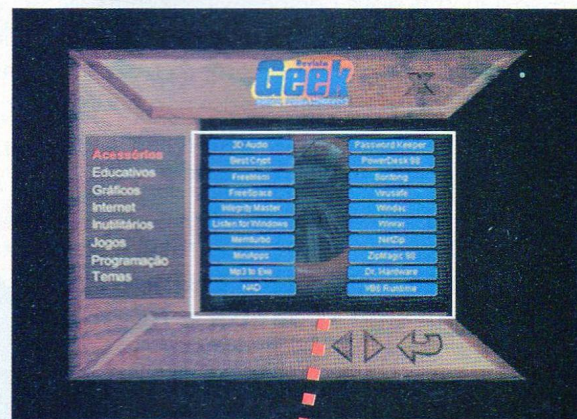 Revista
Geek
Acessórios
Educativos
Gráficos
Internet
Inutilitários
Jogos
Programação
Temas
3D Audio
Best Crypt
FreeMem
FreeSpace
Integrity Master
Listen for Windows
Memturbo
MiniApps
Mp3 to Exe
NAD
Password Keeper
PowerDesk 98
Sonfong
Virusafe
Windac
Winrar
NetZip
ZipMagic 98
Dr. Hardware
VB6 Runtime